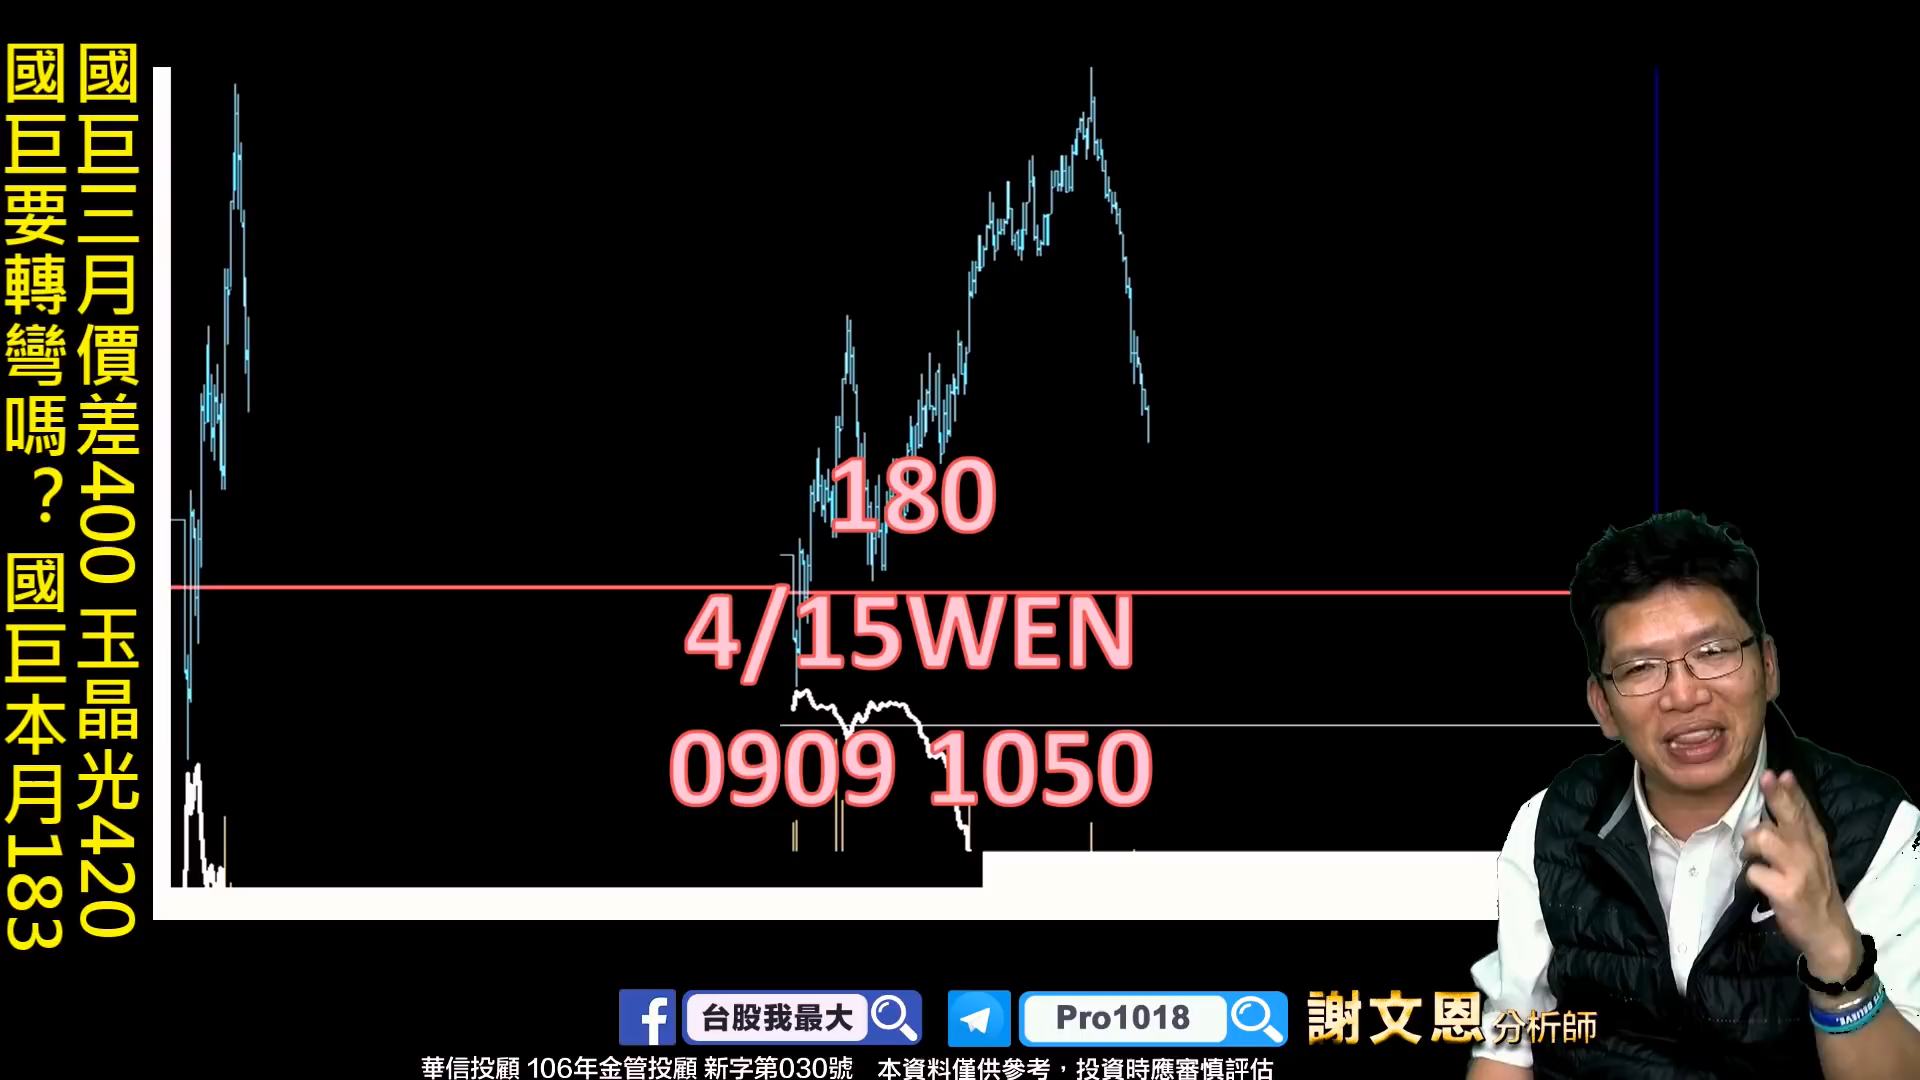 國巨三月價差400 玉晶光420
國巨要轉彎嗎？ 國巨本月183
180
4/15WEN
0909 1050
台股我最大
Pro1018
謝文恩分析師
華信投顧 106年金管投顧 新字第030號 本資料僅供參考，投資時應審慎評估